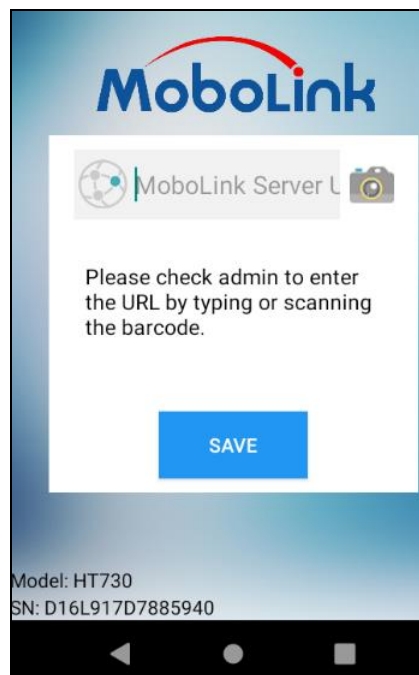 MoboLink
MoboLink Server U
Please check admin to enter
the URL by typing or scanning
the barcode.
SAVE
Model: HT730
SN: D16L917D7885940